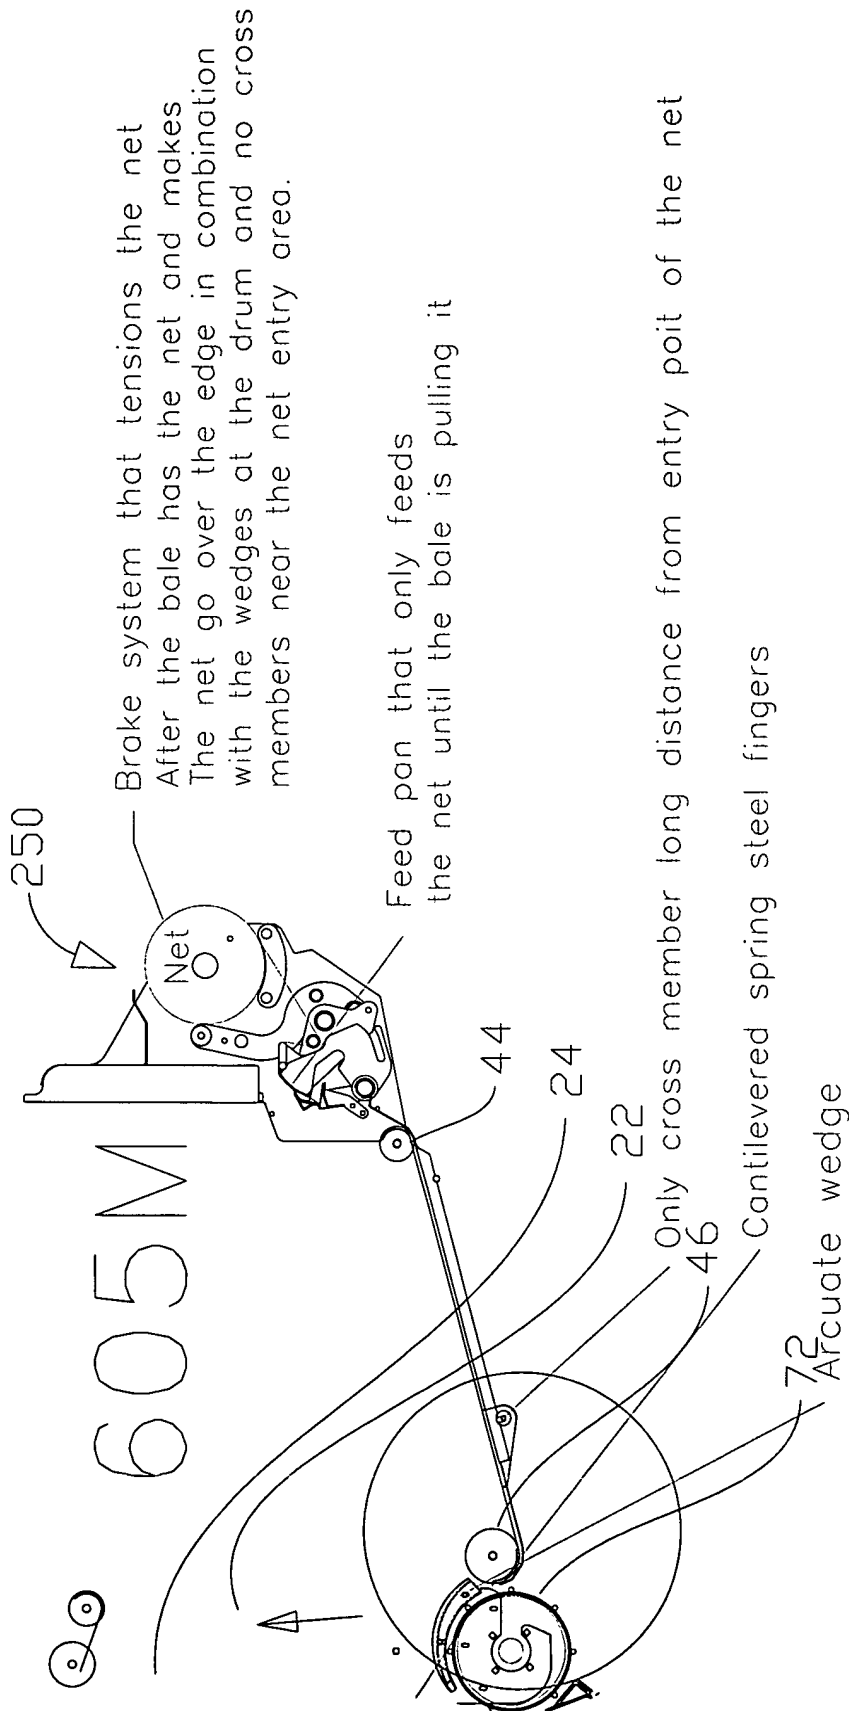 250
Brake system that tensions the net
After the bale has the net and makes
The net go over the edge in combination
with the wedges at the drum and no cross
members near the net entry area.
Net
605M
Feed pan that only feeds
the net until the bale is pulling it
44
24
22
Only cross member long distance from entry poit of the net
46
Cantilevered spring steel fingers
72
Arcuate wedge